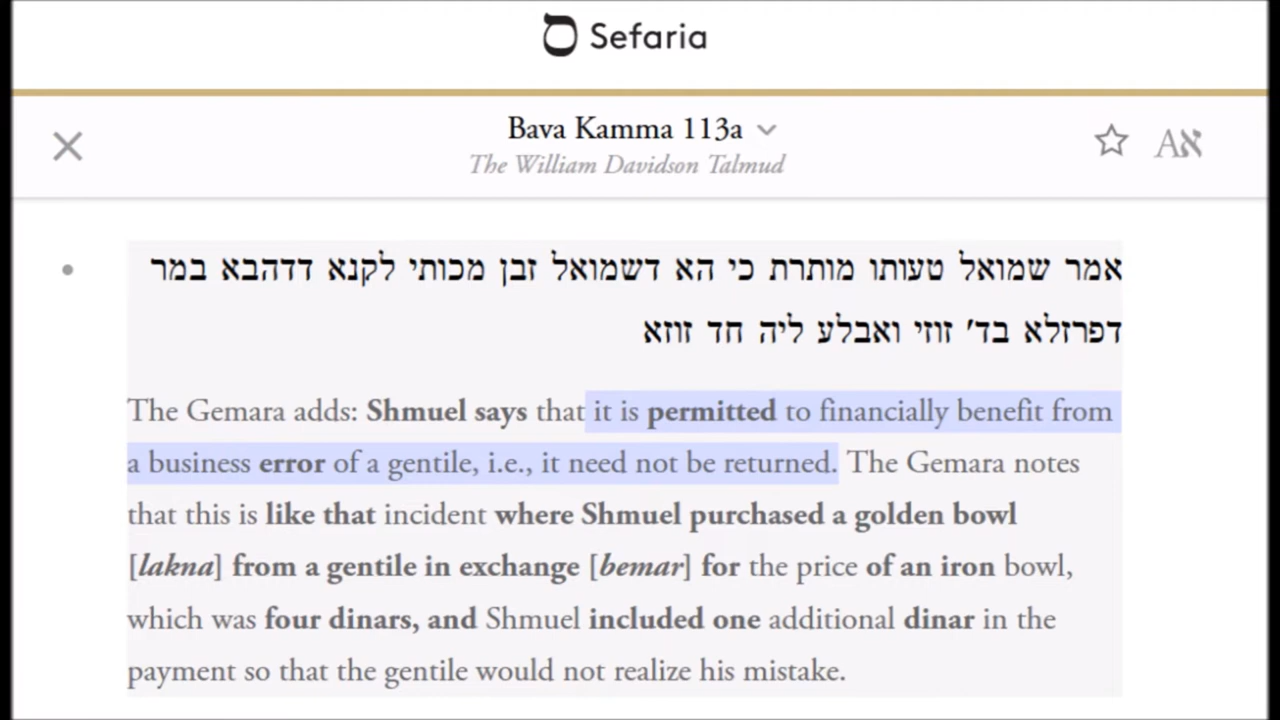 Sefaria
Bava Kamma 113a
The William Davidson Talmud
Aא
אמר שמואל טעותו מותרת כי הא דשמואל זבן מכותי לקנא דדהבא במר
דפרזלא בד' זוזי ואבלע ליה חד זוזא
The Gemara adds: Shmuel says that it is permitted to financially benefit from
a business error of a gentile, i.e., it need not be returned. The Gemara notes
that this is like that incident where Shmuel purchased a golden bowl
[lakna] from a gentile in exchange [bemar] for the price of an iron bowl,
which was four dinars, and Shmuel included one additional dinar in the
payment so that the gentile would not realize his mistake.